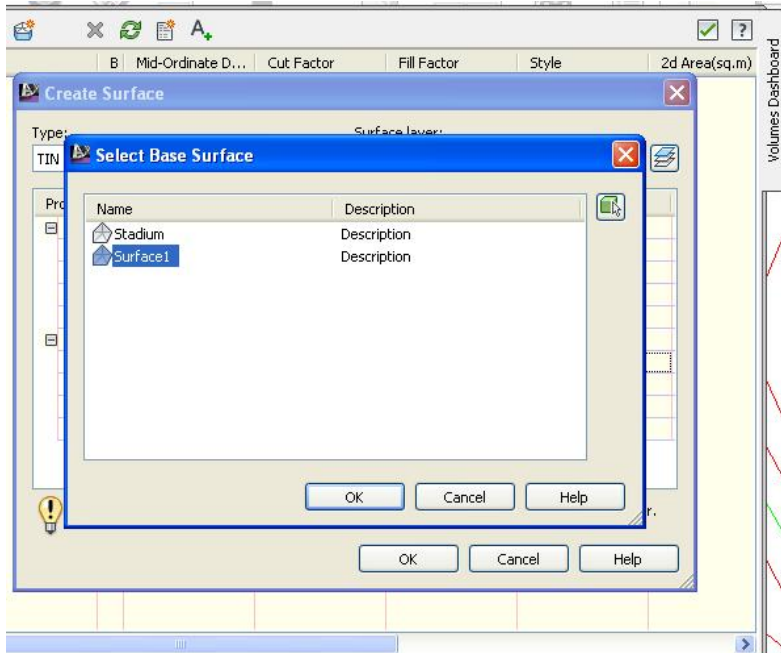 B Mid-Ordinate D... Cut Factor Fill Factor Style 2d Area(sq.m)
Volumes Dashboard
Create Surface
Type: Surface layer:
TIN
Select Base Surface
Pro
Name Description
Stadium Description
Surface1 Description
OK Cancel Help
r.
OK Cancel Help